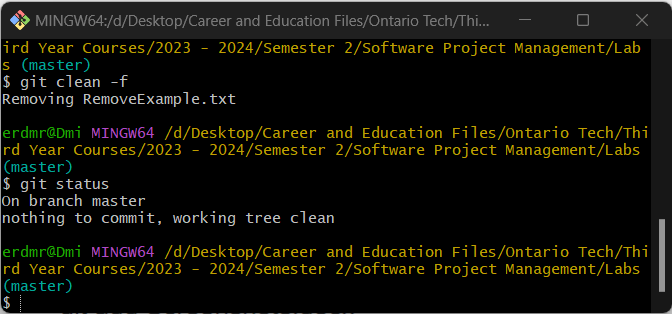 MINGW64:/d/Desktop/Career and Education Files/Ontario Tech/Thi...
ird Year Courses/2023 - 2024/Semester 2/Software Project Management/Lab
s (master)
$ git clean -f
Removing RemoveExample.txt
erdmr@Dmi MINGW64 /d/Desktop/Career and Education Files/Ontario Tech/Thi
rd Year Courses/2023 - 2024/Semester 2/Software Project Management/Labs
(master)
$ git status
On branch master
nothing to commit, working tree clean
erdmr@Dmi MINGW64 /d/Desktop/Career and Education Files/Ontario Tech/Thi
rd Year Courses/2023 - 2024/Semester 2/Software Project Management/Labs
(master)
$